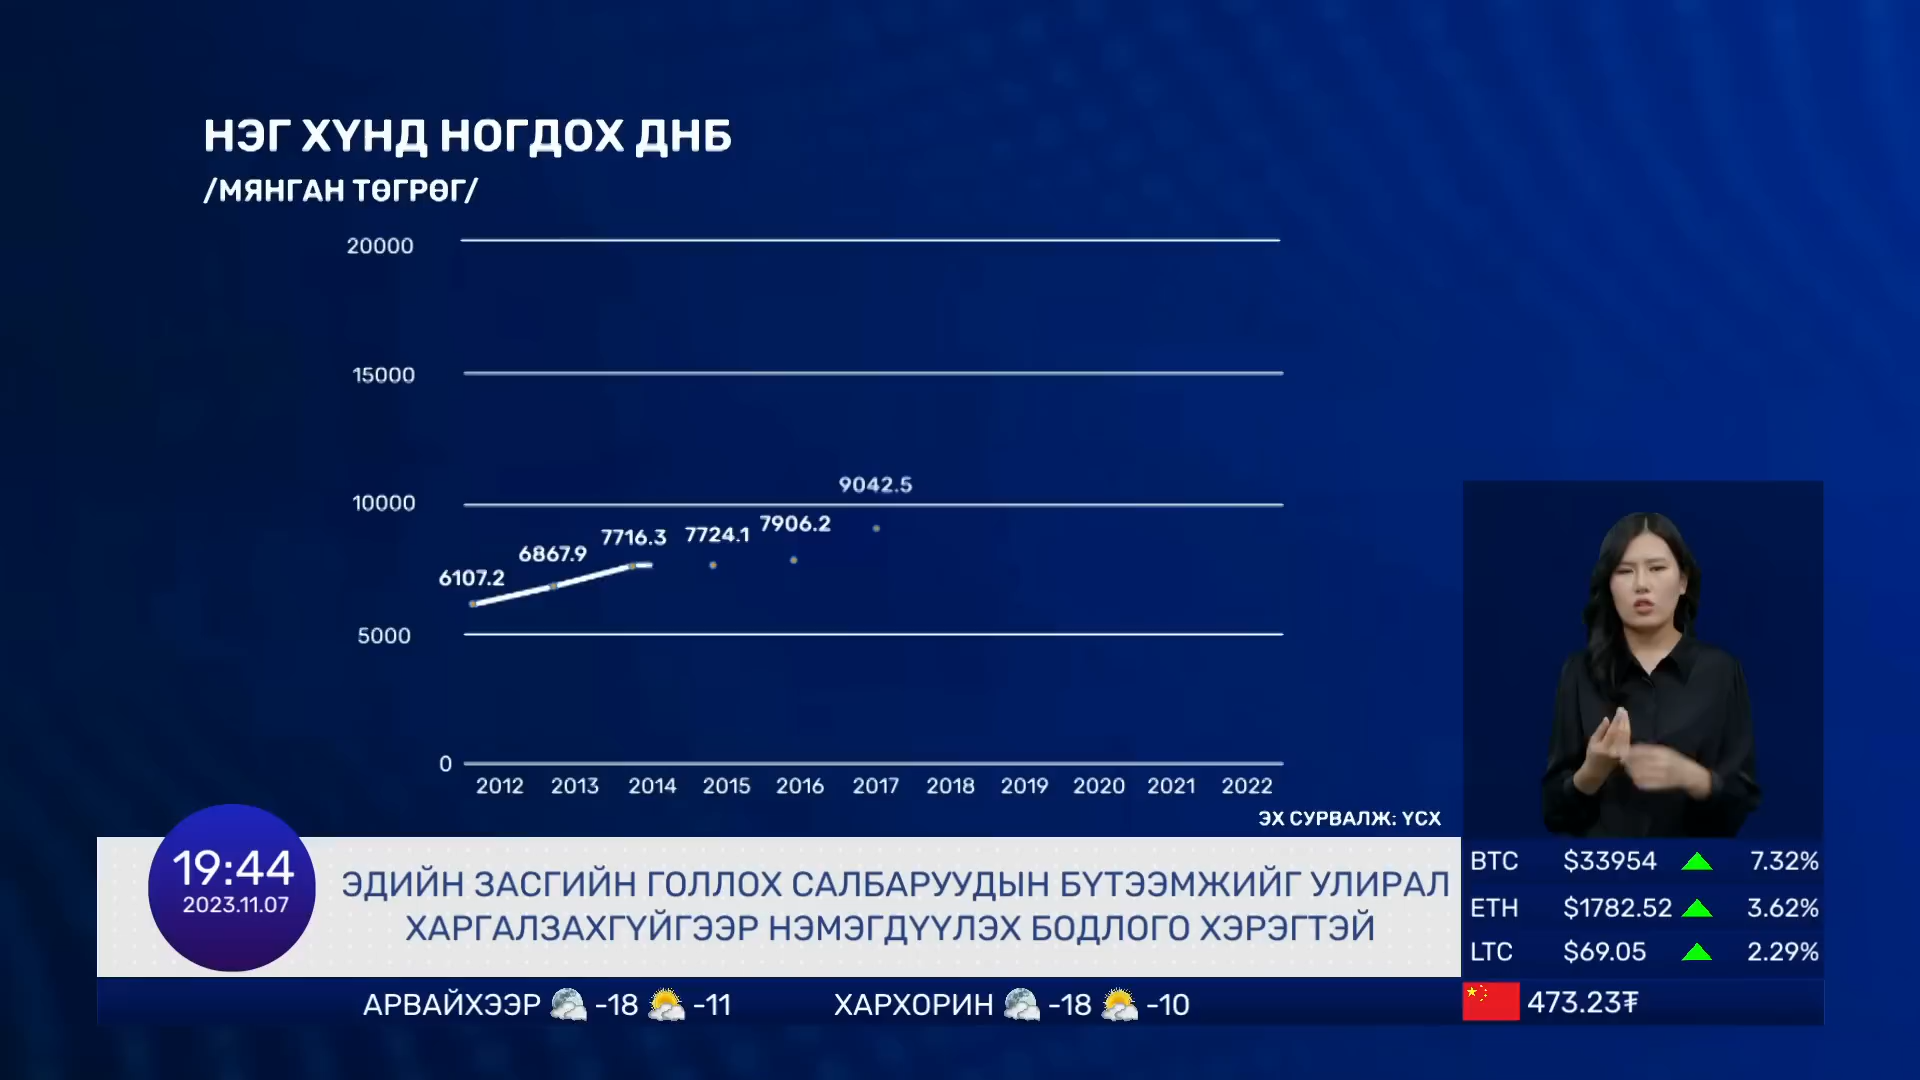 НЭГ ХҮНД НОГДОХ ДНБ
/МЯНГАН ТӨГРӨГ/
20000
15000
10000
5000
0
6107.2
6867.9
7716.3
7724.1
7906.2
9042.5
2012 2013 2014 2015 2016 2017 2018 2019 2020 2021 2022
ЭХ СУРВАЛЖ: ҮСХ
19:44
2023.11.07
ЭДИЙН ЗАСГИЙН ГОЛЛОХ САЛБАРУУДЫН БҮТЭЭМЖИЙГ УЛИРАЛ
ХАРГАЛЗАХГҮЙГЭЭР НЭМЭГДҮҮЛЭХ БОДЛОГО ХЭРЭГТЭЙ
BTC $33954 7.32%
ETH $1782.52 3.62%
LTC $69.05 2.29%
АРВАЙХЭЭР -18 -11 ХАРХОРИН -18 -10
473.23₮